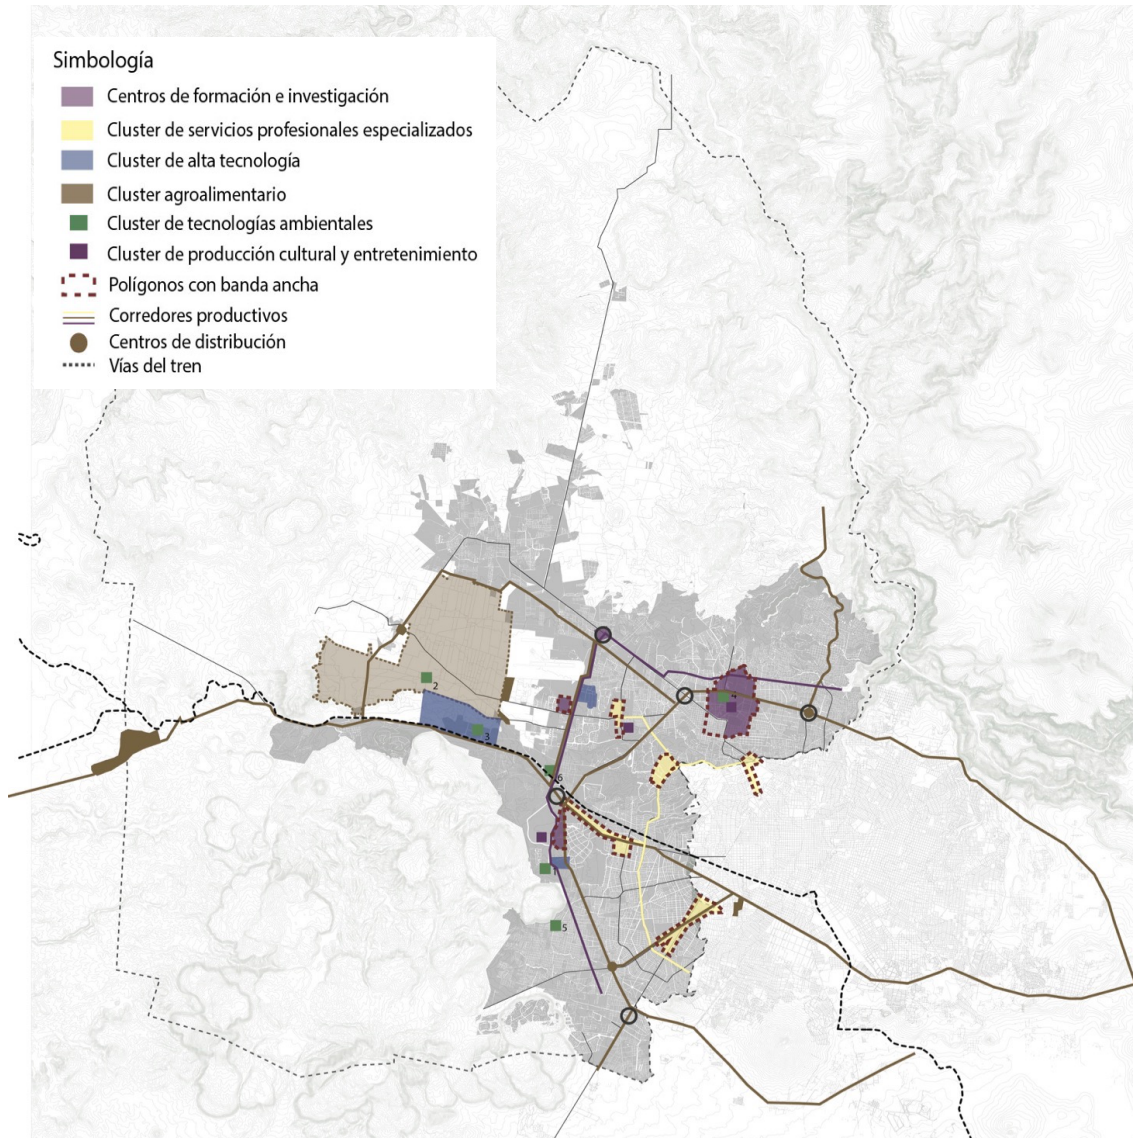 Simbología
Centros de formación e investigación
Cluster de servicios profesionales especializados
Cluster de alta tecnología
Cluster agroalimentario
Cluster de tecnologías ambientales
Cluster de producción cultural y entretenimiento
Polígonos con banda ancha
Corredores productivos
Centros de distribución
Vías del tren
2
4
3
6
1
5